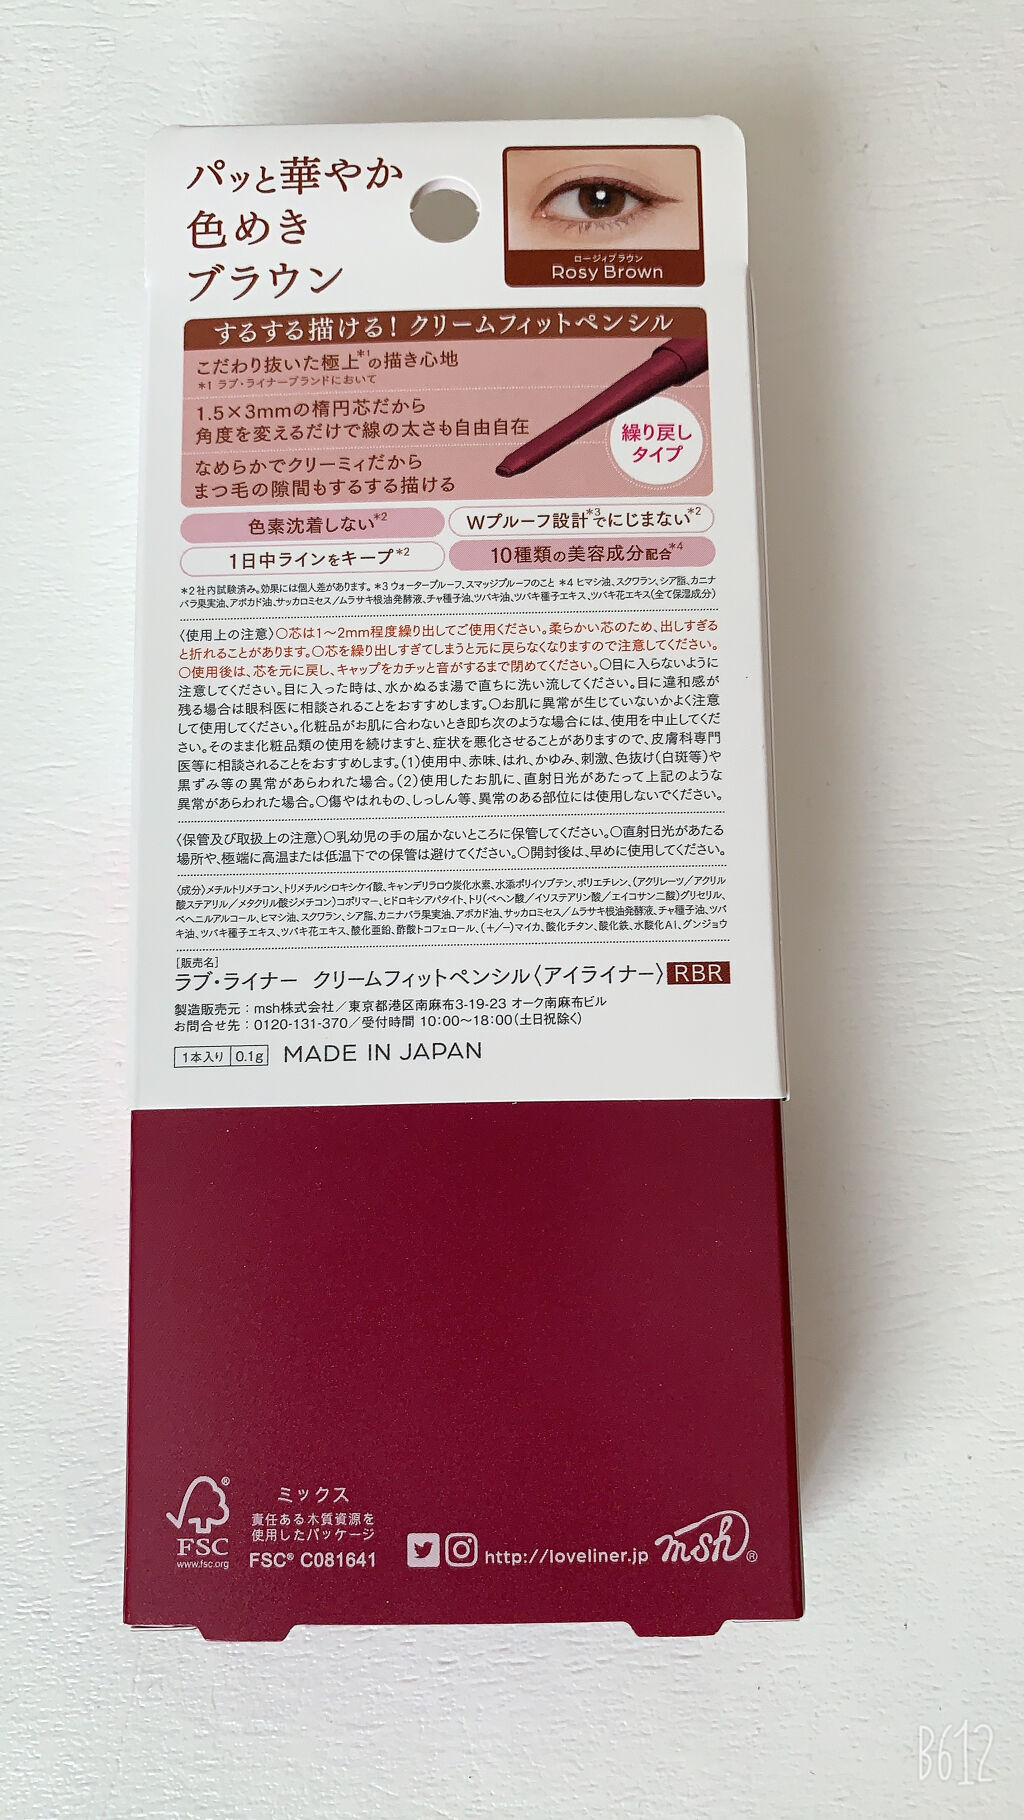 パッと華やか
色めき
ブラウン
ロージィブラウン
Rosy Brown
するする描ける！クリームフィットペンシル
こだわり抜いた極上*1の描き心地
*1 ラブ・ライナーブランドにおいて
1.5×3mmの楕円芯だから
角度を変えるだけで線の太さも自由自在
なめらかでクリーミィだから
まつ毛の隙間もするする描ける
繰り戻し
タイプ
色素沈着しない*2
Wプルーフ設計*3でにじまない*2
1日中ラインをキープ*2
10種類の美容成分配合*4
*2 社内試験済み。効果には個人差があります。 *3 ウォータープルーフ、スマッジプルーフのこと *4 ヒマシ油、スクワラン、シア脂、カニナ
バラ果実油、アボカド油、サッカロミセス／ムラサキ根油発酵液、チャ種子油、ツバキ油、ツバキ種子エキス、ツバキ花エキス(全て保湿成分)
〈使用上の注意〉○芯は1〜2mm程度繰り出してご使用ください。柔らかい芯のため、出しすぎる
と折れることがあります。○芯を繰り出しすぎてしまうと元に戻らなくなりますので注意してください。
○使用後は、芯を元に戻し、キャップをカチッと音がするまで閉めてください。○目に入らないように
注意してください。目に入った時は、水かぬるま湯で直ちに洗い流してください。目に違和感が
残る場合は眼科医に相談されることをおすすめします。○お肌に異常が生じていないかよく注意
して使用してください。化粧品がお肌に合わないとき即ち次のような場合には、使用を中止してくだ
さい。そのまま化粧品類の使用を続けますと、症状を悪化させることがありますので、皮膚科専門
医等に相談されることをおすすめします。(1)使用中、赤味、はれ、かゆみ、刺激、色抜け(白斑等)や
黒ずみ等の異常があらわれた場合。(2)使用したお肌に、直射日光があたって上記のような
異常があらわれた場合。○傷やはれもの、しっしん等、異常のある部位には使用しないでください。
〈保管及び取扱上の注意〉○乳幼児の手の届かないところに保管してください。○直射日光があたる
場所や、極端に高温または低温下での保管は避けてください。○開封後は、早めに使用してください。
〈成分〉メチルトリメチコン、トリメチルシロキシケイ酸、キャンデリラロウ炭化水素、水添ポリイソブテン、ポリエチレン、(アクリレーツ／アクリル
酸ステアリル／メタクリル酸ジメチコン)コポリマー、ヒドロキシアパタイト、トリ(ベヘン酸／イソステアリン酸／エイコサン二酸)グリセリル、
ベヘニルアルコール、ヒマシ油、スクワラン、シア脂、カニナバラ果実油、アボカド油、サッカロミセス／ムラサキ根油発酵液、チャ種子油、ツバ
キ油、ツバキ種子エキス、ツバキ花エキス、酸化亜鉛、酢酸トコフェロール、(＋/−)マイカ、酸化チタン、酸化鉄、水酸化Al、グンジョウ
[販売名]
ラブ・ライナー クリームフィットペンシル〈アイライナー〉 RBR
製造販売元：msh株式会社／東京都港区南麻布3-19-23 オーク南麻布ビル
お問合せ先：0120-131-370／受付時間 10:00〜18:00(土日祝除く)
1本入り 0.1g MADE IN JAPAN
ミックス
責任ある木質資源を
使用したパッケージ
FSC® C081641
FSC
www.fsc.org
http://loveliner.jp
msh®
B612